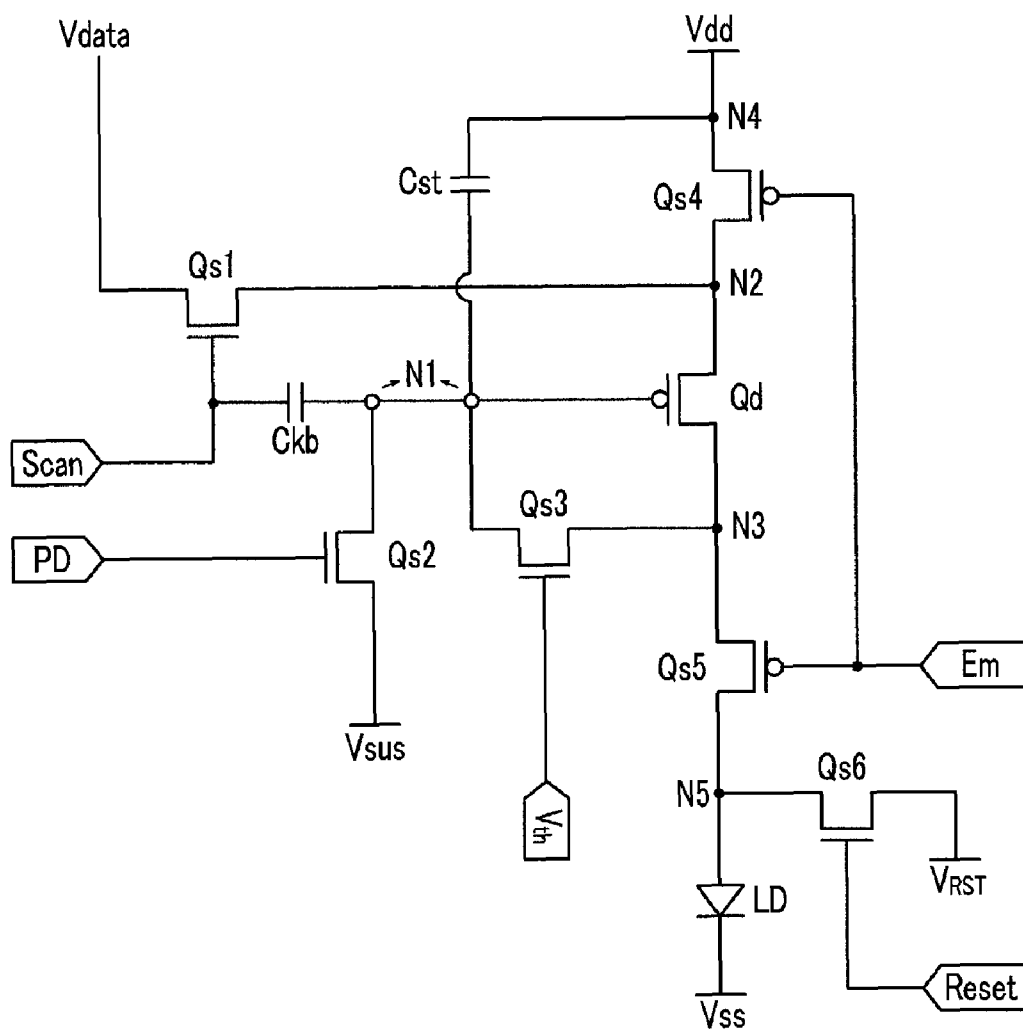 Vdata
Vdd
N4
Cst
Qs4
Qs1
N2
N1
Qd
Ckb
Scan
Qs3
N3
PD
Qs2
Qs5
Em
Vsus
Qs6
N5
Vth
VRST
LD
Reset
Vss